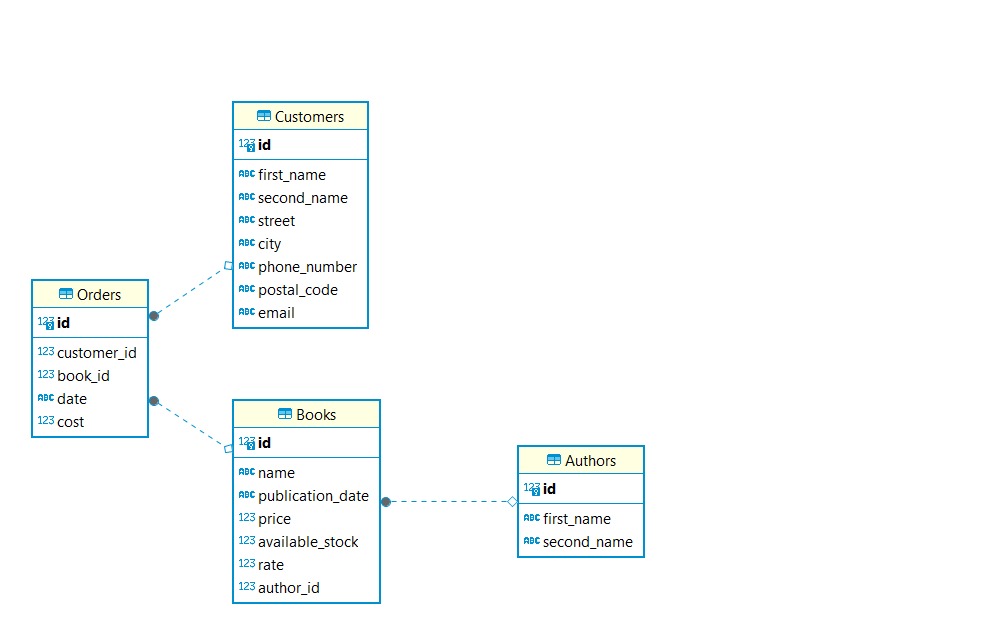 Customers
123 id
ABC first_name
ABC second_name
ABC street
ABC city
ABC phone_number
ABC postal_code
ABC email
Orders
123 id
123 customer_id
123 book_id
ABC date
123 cost
Books
123 id
ABC name
ABC publication_date
123 price
123 available_stock
123 rate
123 author_id
Authors
123 id
ABC first_name
ABC second_name